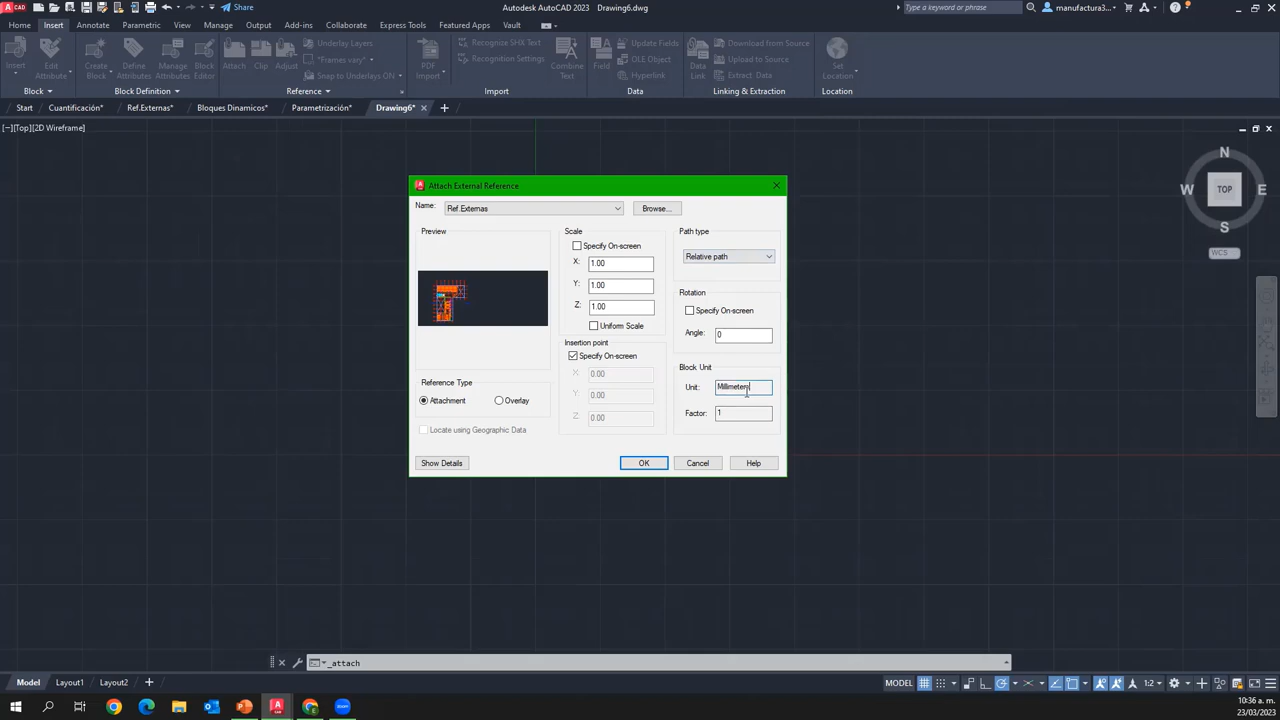 Share
Autodesk AutoCAD 2023 Drawing6.dwg
Type a keyword or phrase
manufactura3...
Home Insert Annotate Parametric View Manage Output Add-ins Collaborate Express Tools Featured Apps Vault
Insert
Edit
Attribute
Create
Block
Define
Attributes
Manage
Attributes
Block
Editor
Attach
Clip
Adjust
Underlay Layers
*Frames vary*
Snap to Underlays ON
PDF
Import
Recognize SHX Text
Recognition Settings
Combine
Text
Field
Update Fields
OLE Object
Hyperlink
Data
Link
Download from Source
Upload to Source
Extract Data
Set
Location
Block
Block Definition
Reference
Import
Data
Linking & Extraction
Location
Start Cuantificación* Ref.Externas* Bloques Dinamicos* Parametrización* Drawing6*
[−][Top][2D Wireframe]
N
W TOP E
S
WCS
Attach External Reference
Name: Ref.Externas Browse...
Preview
Reference Type
Attachment Overlay
Locate using Geographic Data
Scale
Specify On-screen
X: 1.00
Y: 1.00
Z: 1.00
Uniform Scale
Insertion point
Specify On-screen
X: 0.00
Y: 0.00
Z: 0.00
Path type
Relative path
Rotation
Specify On-screen
Angle: 0
Block Unit
Unit: Millimeters
Factor: 1
Show Details OK Cancel Help
_attach
Model Layout1 Layout2
MODEL 1:2
10:36 a. m.
23/03/2023